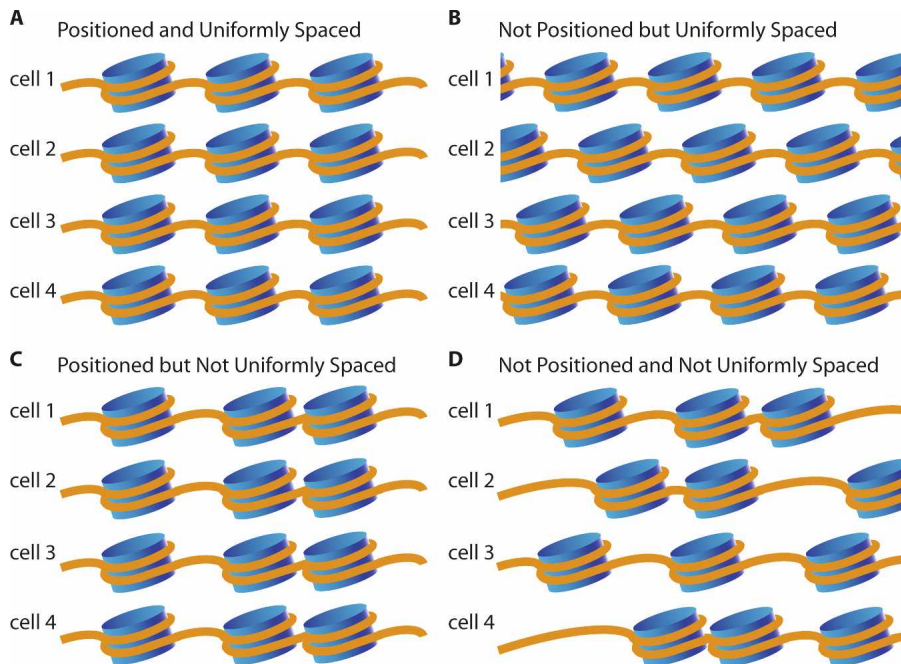 A
Positioned and Uniformly Spaced
cell 1
cell 2
cell 3
cell 4
B
Not Positioned but Uniformly Spaced
cell 1
cell 2
cell 3
cell 4
C
Positioned but Not Uniformly Spaced
cell 1
cell 2
cell 3
cell 4
D
Not Positioned and Not Uniformly Spaced
cell 1
cell 2
cell 3
cell 4